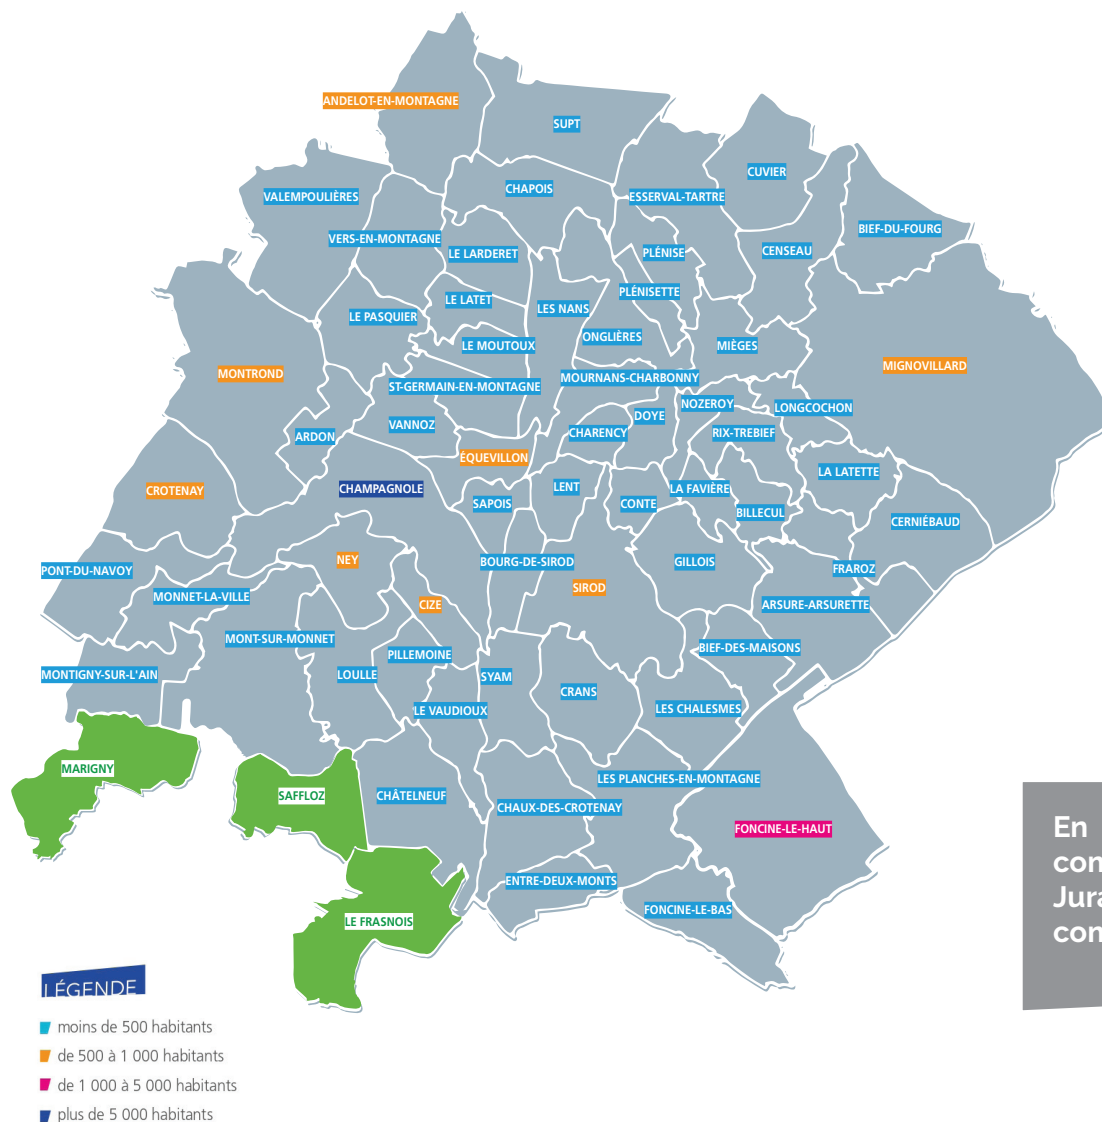 ANDELOT-EN-MONTAGNE
SUPT
CUVIER
VALEMPOULIÈRES
CHAPOIS
ESSERVAL-TARTRE
BIEF-DU-FOURG
VERS-EN-MONTAGNE
LE LARDERET
PLÉNISE
CENSEAU
LE LATET
PLÉNISETTE
LE PASQUIER
LES NANS
ONGLIÈRES
LE MOUTOUX
MIÈGES
MIGNOVILLARD
MONTROND
ST-GERMAIN-EN-MONTAGNE
MOURNANS-CHARBONNY
NOZEROY
LONGCOCHON
VANNOZ
DOYE
ARDON
CHARENCY
RIX-TREBIEF
ÉQUEVILLON
LA LATETTE
CROTENAY
CHAMPAGNOLE
LENT
LA FAVIÈRE
SAPOIS
CONTE
BILLECUL
CERNIÉBAUD
PONT-DU-NAVOY
NEY
BOURG-DE-SIROD
GILLOIS
FRAROZ
MONNET-LA-VILLE
CIZE
SIROD
ARSURE-ARSURETTE
MONT-SUR-MONNET
PILLEMOINE
BIEF-DES-MAISONS
MONTIGNY-SUR-L'AIN
LOULLE
SYAM
CRANS
LE VAUDIOUX
LES CHALESMES
MARIGNY
SAFFLOZ
CHÂTELNEUF
LES PLANCHES-EN-MONTAGNE
CHAUX-DES-CROTENAY
FONCINE-LE-HAUT
ENTRE-DEUX-MONTS
LE FRASNOIS
FONCINE-LE-BAS
En
com
Jura
con
LÉGENDE
moins de 500 habitants
de 500 à 1 000 habitants
de 1 000 à 5 000 habitants
plus de 5 000 habitants